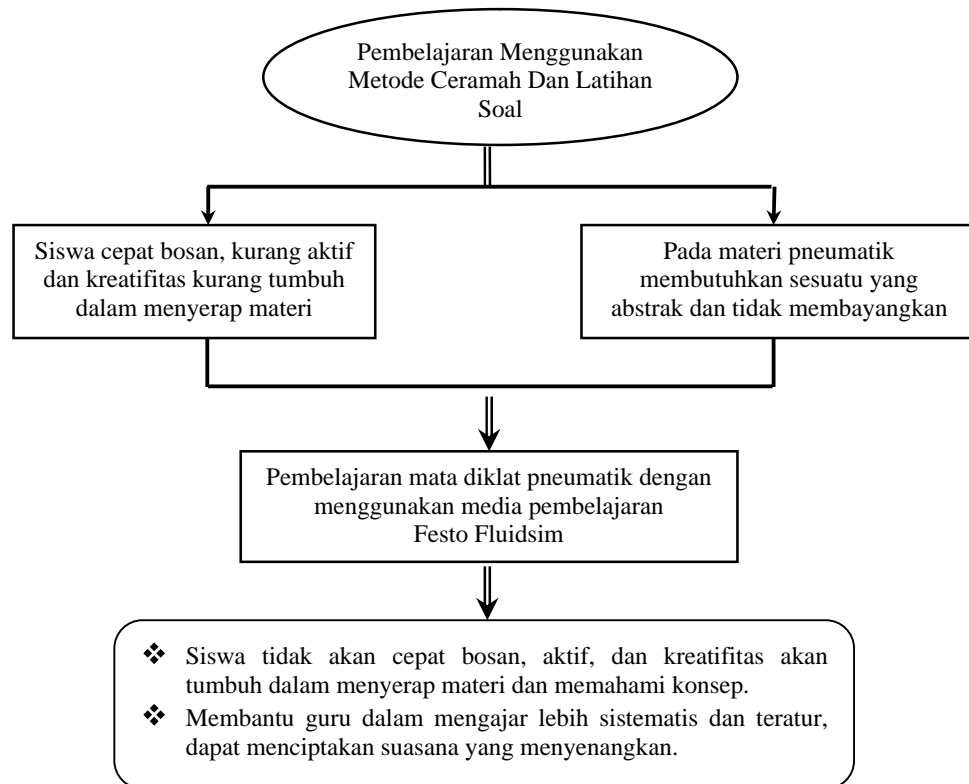 Pembelajaran Menggunakan
Metode Ceramah Dan Latihan
Soal
Siswa cepat bosan, kurang aktif
dan kreatifitas kurang tumbuh
dalam menyerap materi
Pada materi pneumatik
membutuhkan sesuatu yang
abstrak dan tidak membayangkan
Pembelajaran mata diklat pneumatik dengan
menggunakan media pembelajaran
Festo Fluidsim
❖ Siswa tidak akan cepat bosan, aktif, dan kreatifitas akan
tumbuh dalam menyerap materi dan memahami konsep.
❖ Membantu guru dalam mengajar lebih sistematis dan teratur,
dapat menciptakan suasana yang menyenangkan.